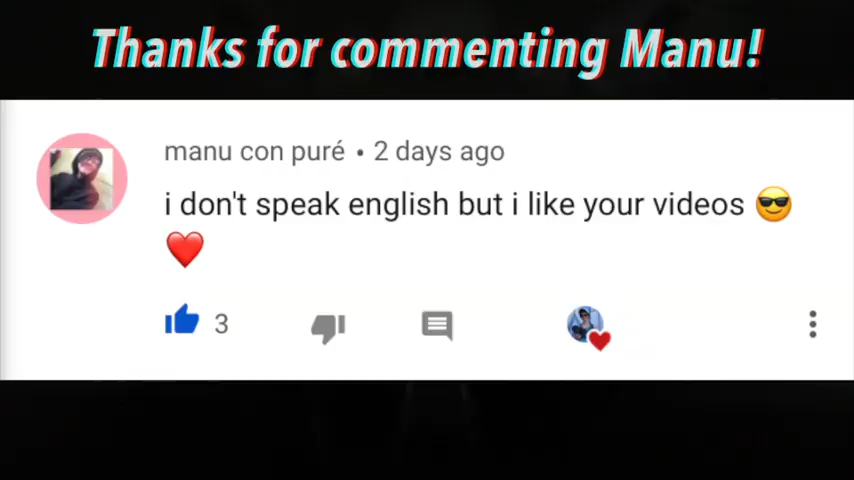 Thanks for commenting Manu!
manu con puré • 2 days ago
i don't speak english but i like your videos 😎
❤️
3